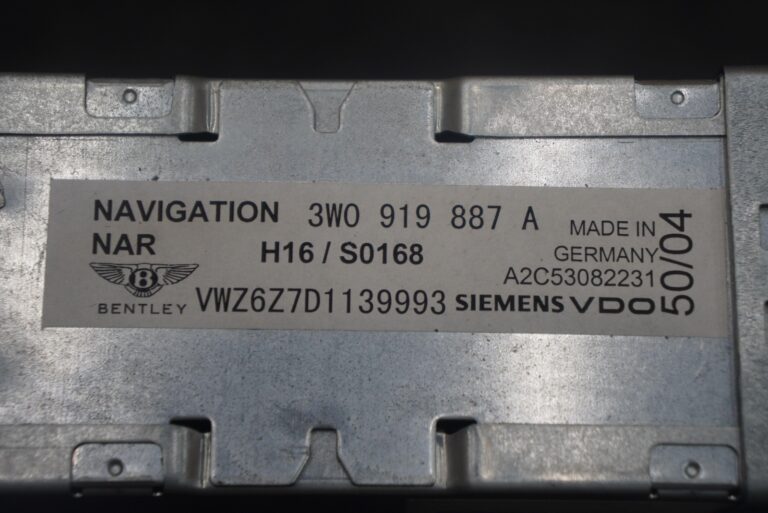 NAVIGATION 3W0 919 887 A
NAR H16 / S0168
MADE IN
GERMANY
A2C53082231
50/04
B
BENTLEY VWZ6Z7D1139993 SIEMENS VDO